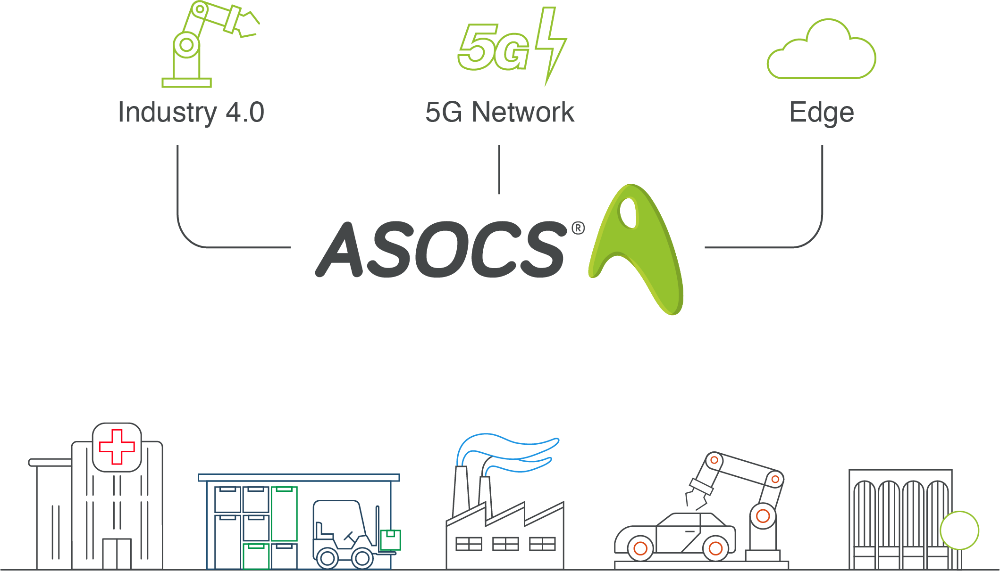 5G
Industry 4.0
5G Network
Edge
ASOCS®